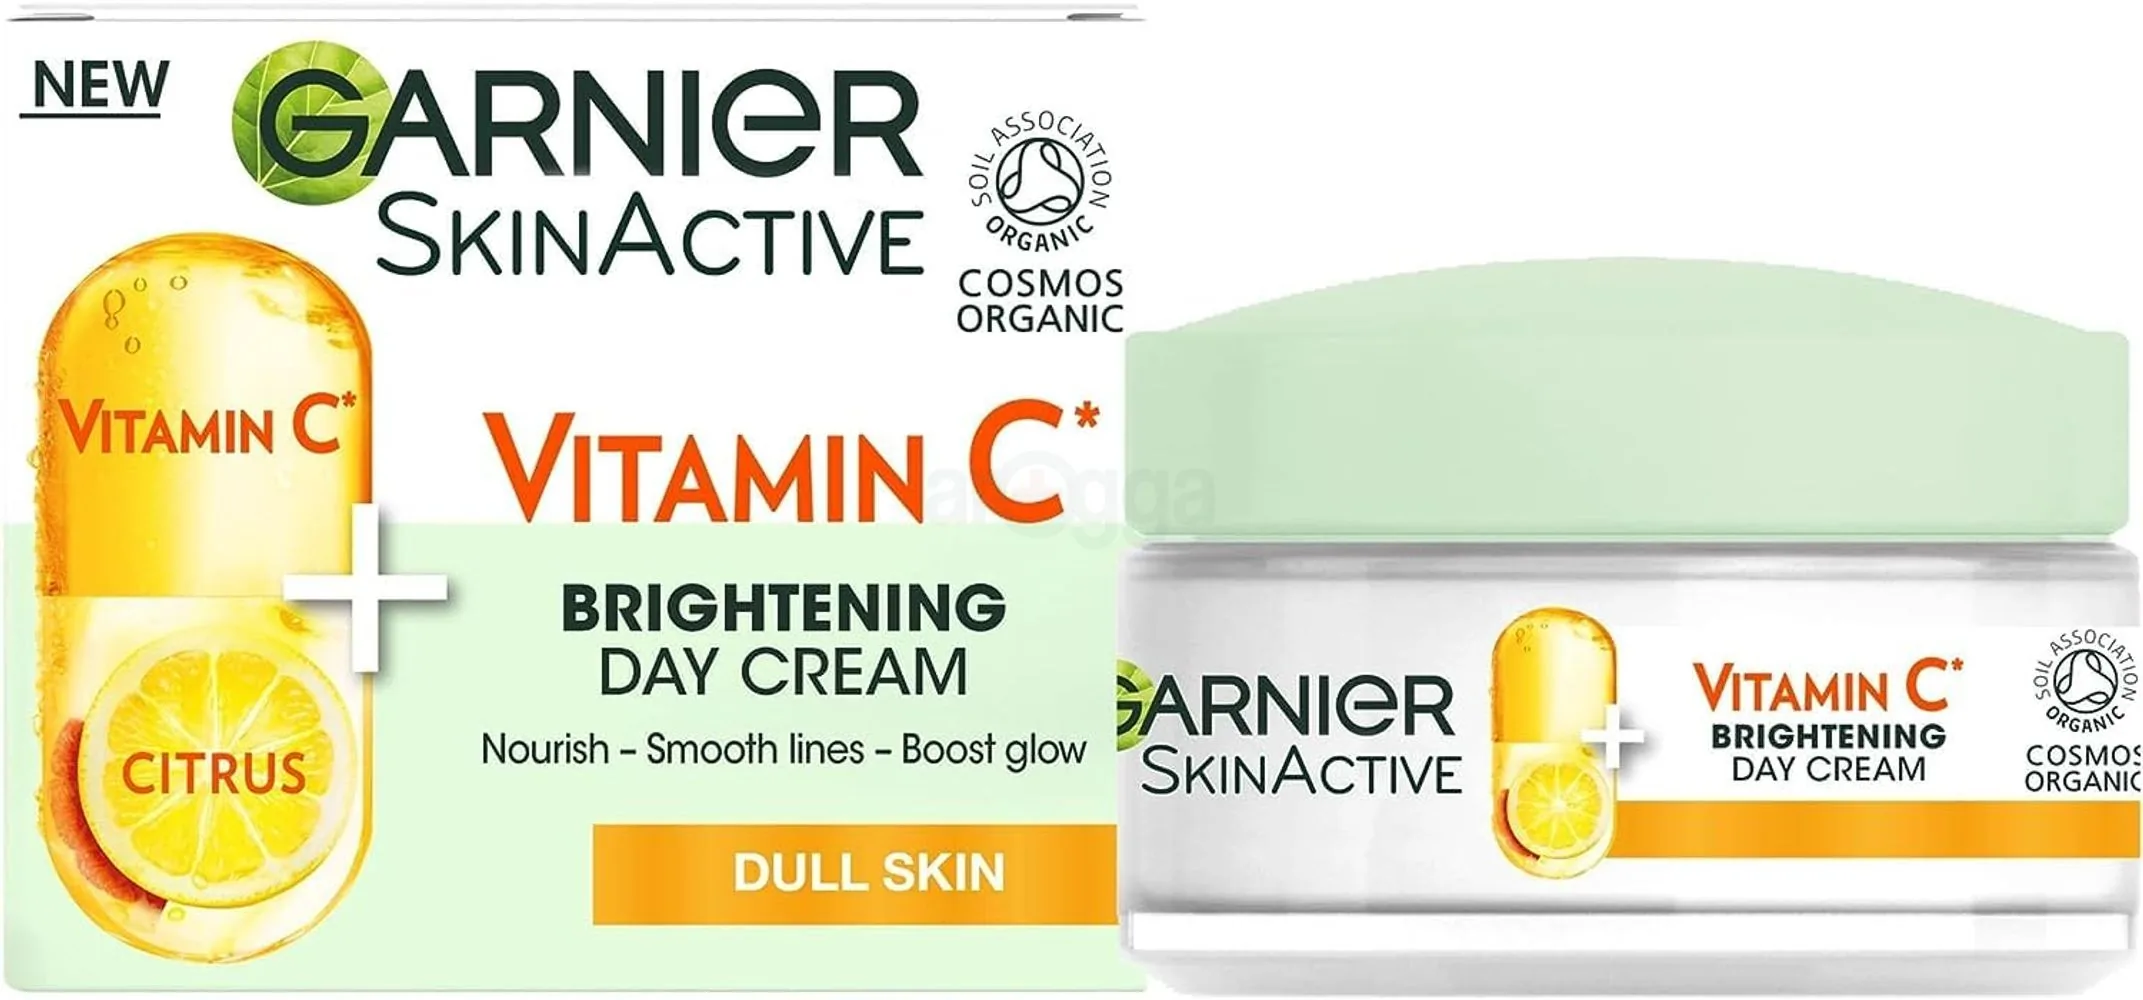 NEW
GARNIER
SKINACTIVE
SOIL ASSOCIATION
ORGANIC
COSMOS
ORGANIC
VITAMIN C*
VITAMIN C*
arogga
BRIGHTENING
DAY CREAM
Nourish – Smooth lines – Boost glow
CITRUS
DULL SKIN
GARNIER
SKINACTIVE
VITAMIN C*
BRIGHTENING
DAY CREAM
SOIL ASSOCIATION
ORGANIC
COSMOS
ORGANIC